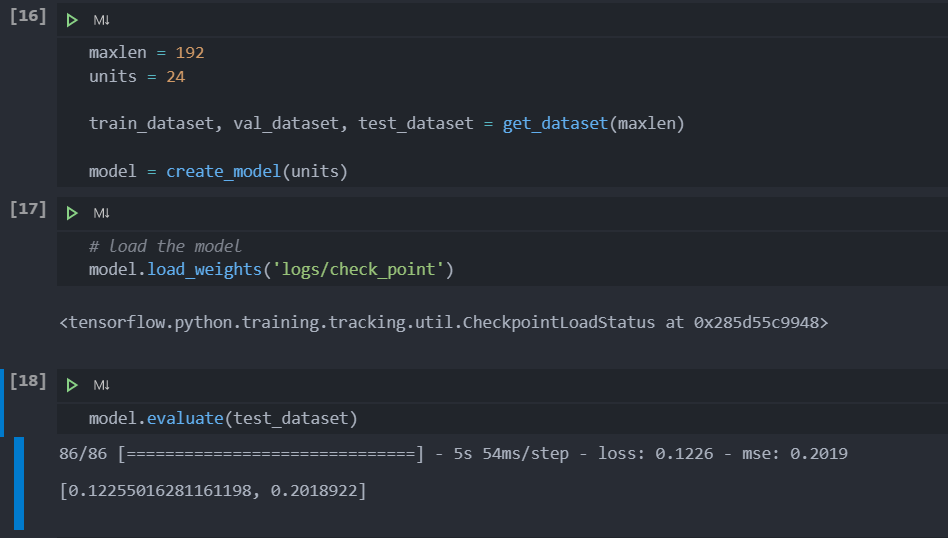 [16]
M↓
maxlen = 192
units = 24
train_dataset, val_dataset, test_dataset = get_dataset(maxlen)
model = create_model(units)
[17]
M↓
# load the model
model.load_weights('logs/check_point')
<tensorflow.python.training.tracking.util.CheckpointLoadStatus at 0x285d55c9948>
[18]
M↓
model.evaluate(test_dataset)
86/86 [==============================] - 5s 54ms/step - loss: 0.1226 - mse: 0.2019
[0.12255016281161198, 0.2018922]